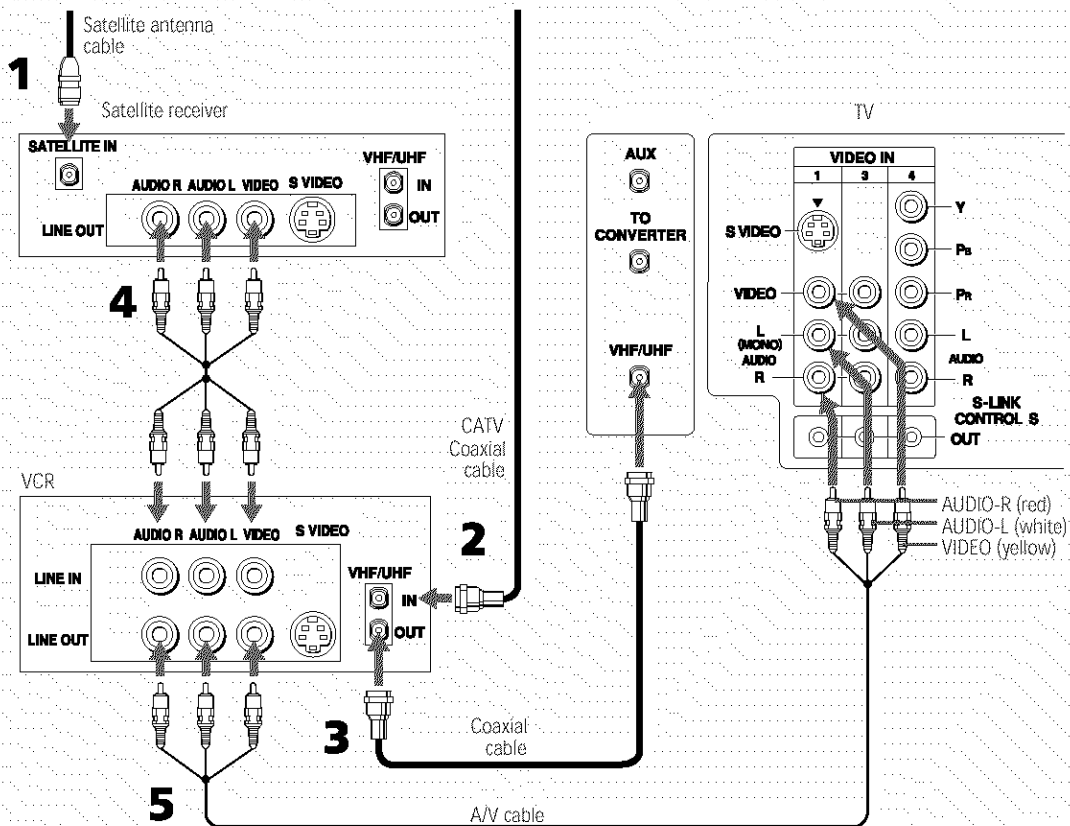 Satellite antenna
cable
1
Satellite receiver
SATELLITE IN
AUDIO R AUDIO L VIDEO S VIDEO
VHF/UHF
IN
OUT
LINE OUT
4
VCR
AUDIO R AUDIO L VIDEO S VIDEO
LINE IN
LINE OUT
VHF/UHF
IN
OUT
CATV
Coaxial
cable
2
3
Coaxial
cable
5
A/V cable
AUX
TO
CONVERTER
VHF/UHF
TV
VIDEO IN
1 3 4
S VIDEO
VIDEO
L
(MONO)
AUDIO
R
Y
PB
PR
L
AUDIO
R
S-LINK
CONTROL S
OUT
AUDIO-R (red)
AUDIO-L (white)
VIDEO (yellow)